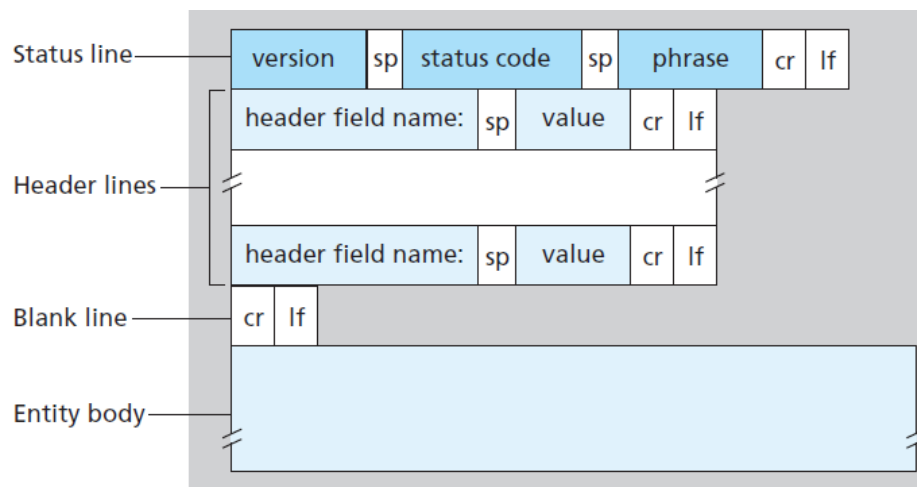 Status line version sp status code sp phrase cr lf
header field name: sp value cr lf
Header lines
header field name: sp value cr lf
Blank line cr lf
Entity body